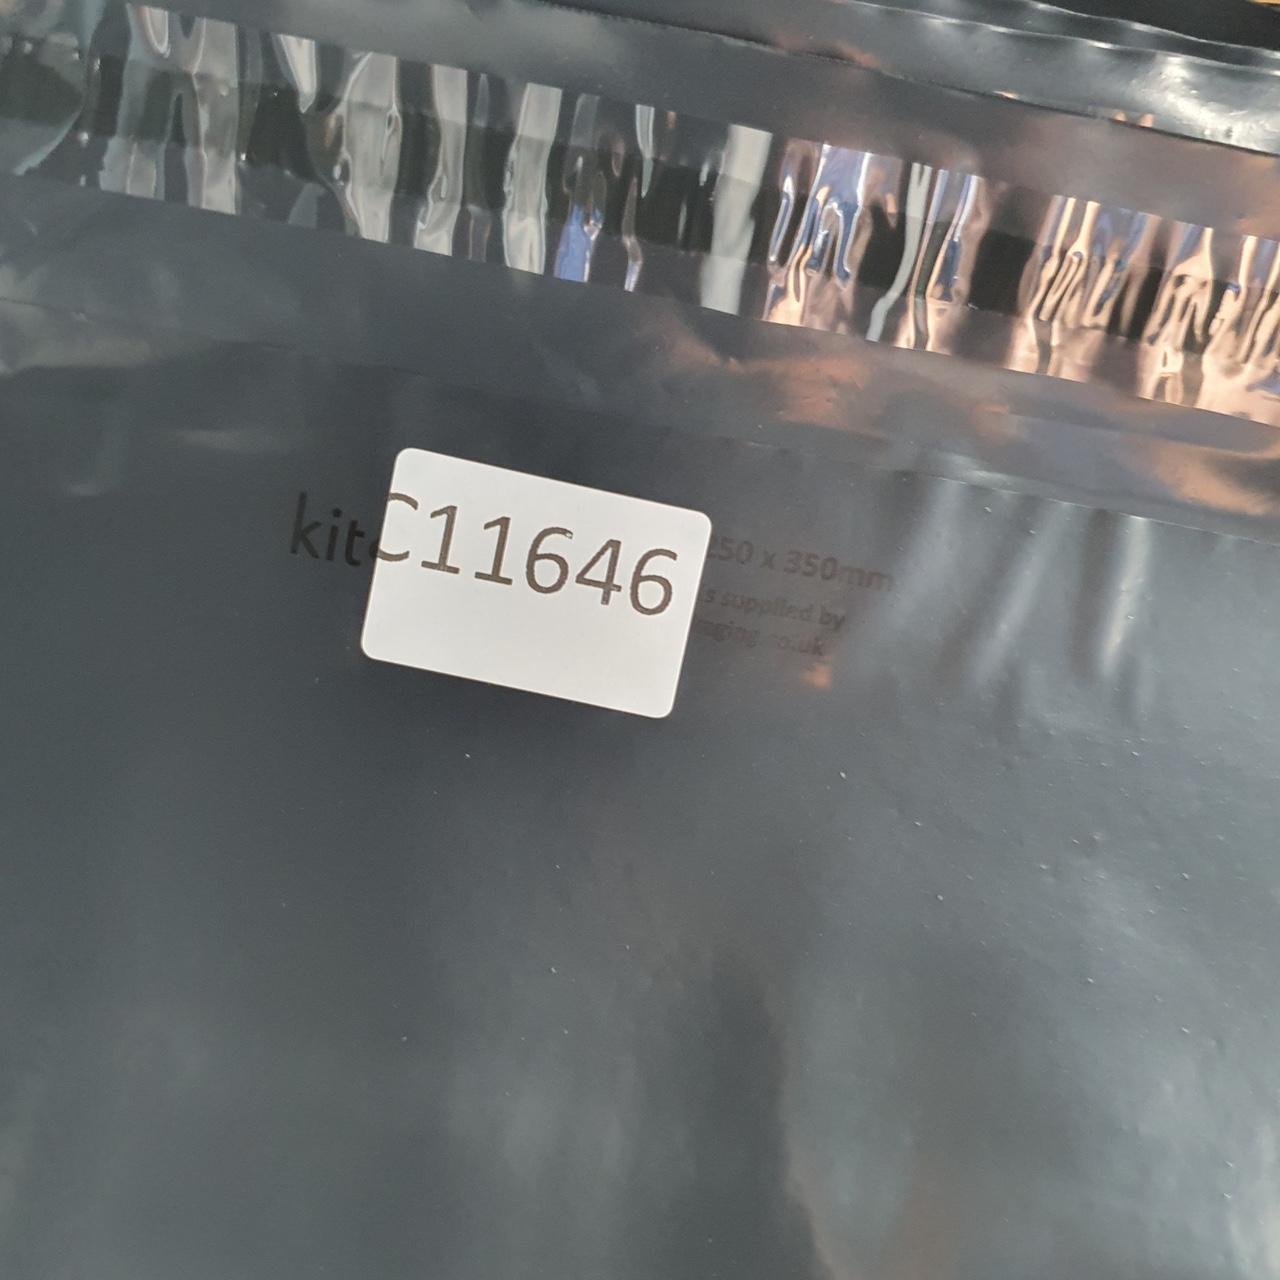 C11646
kit
250 x 350mm
supplied by